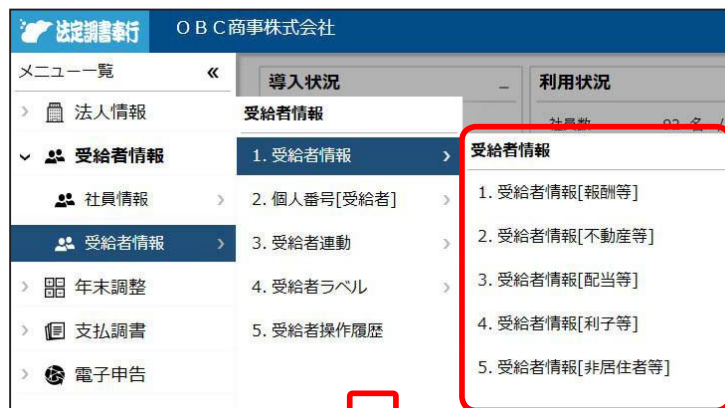 法定調書奉行 ＯＢＣ商事株式会社
メニュー一覧 «
法人情報
受給者情報
社員情報
受給者情報
年末調整
支払調書
電子申告
導入状況 _
利用状況
受給者情報
1. 受給者情報
2. 個人番号[受給者]
3. 受給者連動
4. 受給者ラベル
5. 受給者操作履歴
受給者情報
1. 受給者情報[報酬等]
2. 受給者情報[不動産等]
3. 受給者情報[配当等]
4. 受給者情報[利子等]
5. 受給者情報[非居住者等]